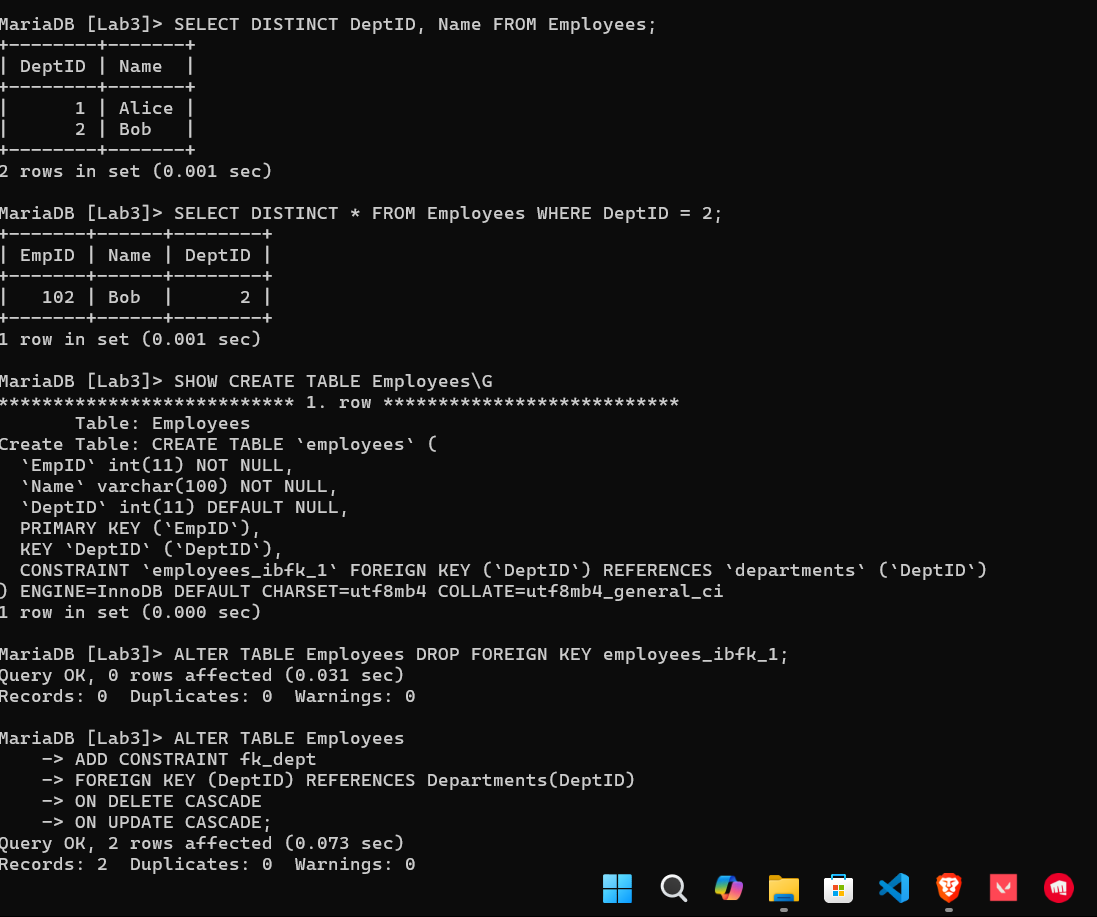 MariaDB [Lab3]> SELECT DISTINCT DeptID, Name FROM Employees;
+--------+-------+
| DeptID | Name  |
+--------+-------+
|      1 | Alice |
|      2 | Bob   |
+--------+-------+
2 rows in set (0.001 sec)

MariaDB [Lab3]> SELECT DISTINCT * FROM Employees WHERE DeptID = 2;
+-------+------+--------+
| EmpID | Name | DeptID |
+-------+------+--------+
|   102 | Bob  |      2 |
+-------+------+--------+
1 row in set (0.001 sec)

MariaDB [Lab3]> SHOW CREATE TABLE Employees\G
*************************** 1. row ***************************
       Table: Employees
Create Table: CREATE TABLE `employees` (
  `EmpID` int(11) NOT NULL,
  `Name` varchar(100) NOT NULL,
  `DeptID` int(11) DEFAULT NULL,
  PRIMARY KEY (`EmpID`),
  KEY `DeptID` (`DeptID`),
  CONSTRAINT `employees_ibfk_1` FOREIGN KEY (`DeptID`) REFERENCES `departments` (`DeptID`)
) ENGINE=InnoDB DEFAULT CHARSET=utf8mb4 COLLATE=utf8mb4_general_ci
1 row in set (0.000 sec)

MariaDB [Lab3]> ALTER TABLE Employees DROP FOREIGN KEY employees_ibfk_1;
Query OK, 0 rows affected (0.031 sec)
Records: 0  Duplicates: 0  Warnings: 0

MariaDB [Lab3]> ALTER TABLE Employees
    -> ADD CONSTRAINT fk_dept
    -> FOREIGN KEY (DeptID) REFERENCES Departments(DeptID)
    -> ON DELETE CASCADE
    -> ON UPDATE CASCADE;
Query OK, 2 rows affected (0.073 sec)
Records: 2  Duplicates: 0  Warnings: 0